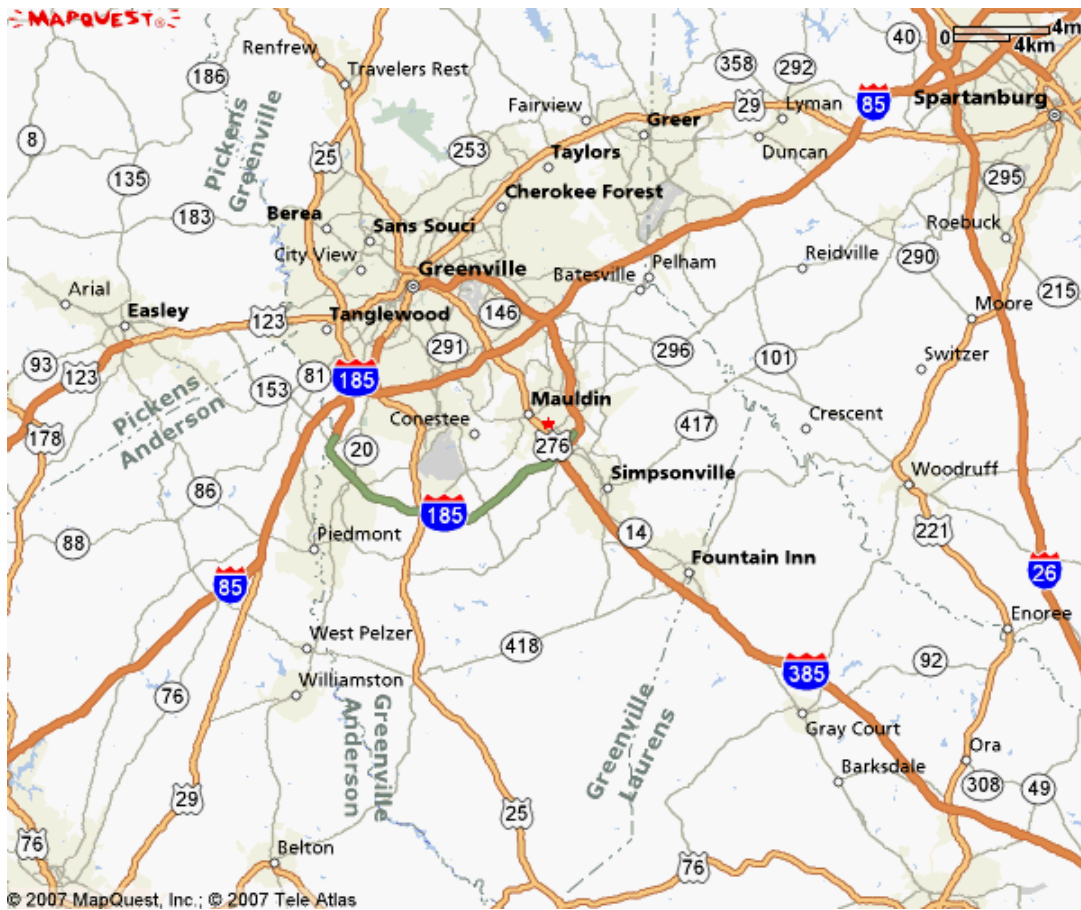 MAPQUEST
®
40
0
4m
4km
Renfrew
186
Travelers Rest
358
292
Fairview
29
Lyman
85
Spartanburg
8
Greer
Duncan
25
253
Taylors
135
Pickens
Greenville
Cherokee Forest
295
183
Berea
Sans Souci
Roebuck
City View
Greenville
Batesville
Pelham
Reidville
290
Arial
Easley
123
Tanglewood
146
Moore
215
93
123
291
296
101
Switzer
153
81
185
Pickens
Anderson
Mauldin
Conestee
417
Crescent
178
20
276
Simpsonville
Woodruff
86
185
221
88
Piedmont
14
Fountain Inn
85
26
Enoree
West Pelzer
418
92
Williamston
385
76
Greenville
Anderson
Greenville
Laurens
Gray Court
Ora
Barksdale
29
25
308
49
76
Belton
76
© 2007 MapQuest, Inc.; © 2007 Tele Atlas